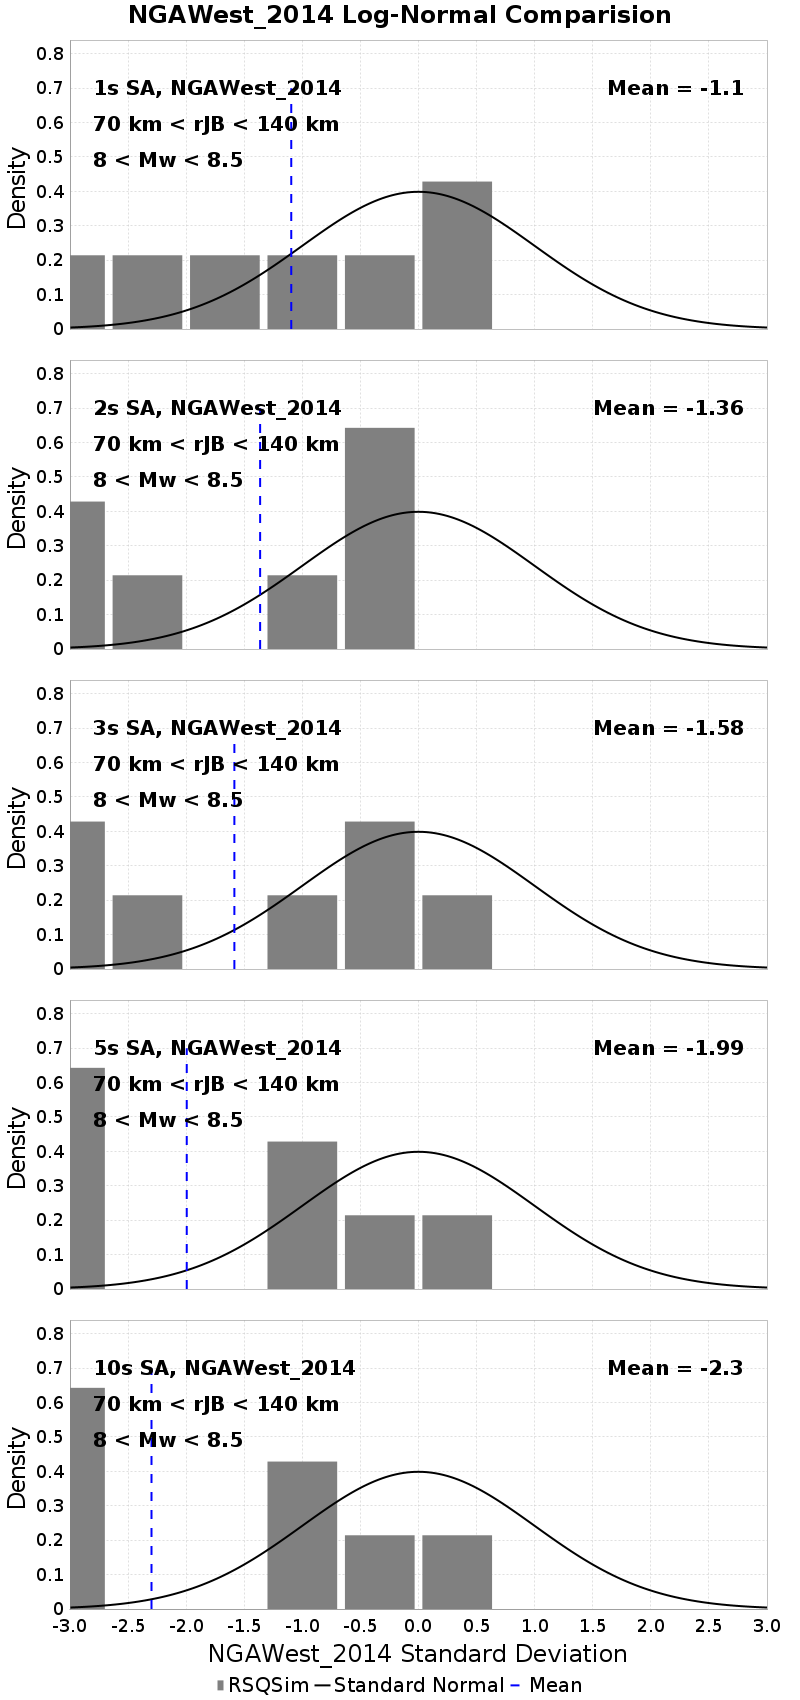 NGAWest_2014 Log-Normal Comparision
0.8
0.7
0.6
0.5
0.4
0.3
0.2
0.1
0
Density
1s SA, NGAWest_2014
70 km < rJB < 140 km
8 < Mw < 8.5
Mean = -1.1
0.8
0.7
0.6
0.5
0.4
0.3
0.2
0.1
0
Density
2s SA, NGAWest_2014
70 km < rJB < 140 km
8 < Mw < 8.5
Mean = -1.36
0.8
0.7
0.6
0.5
0.4
0.3
0.2
0.1
0
Density
3s SA, NGAWest_2014
70 km < rJB < 140 km
8 < Mw < 8.5
Mean = -1.58
0.8
0.7
0.6
0.5
0.4
0.3
0.2
0.1
0
Density
5s SA, NGAWest_2014
70 km < rJB < 140 km
8 < Mw < 8.5
Mean = -1.99
0.8
0.7
0.6
0.5
0.4
0.3
0.2
0.1
0
Density
10s SA, NGAWest_2014
70 km < rJB < 140 km
8 < Mw < 8.5
Mean = -2.3
-3.0 -2.5 -2.0 -1.5 -1.0 -0.5 0.0 0.5 1.0 1.5 2.0 2.5 3.0
NGAWest_2014 Standard Deviation
RSQSim Standard Normal Mean